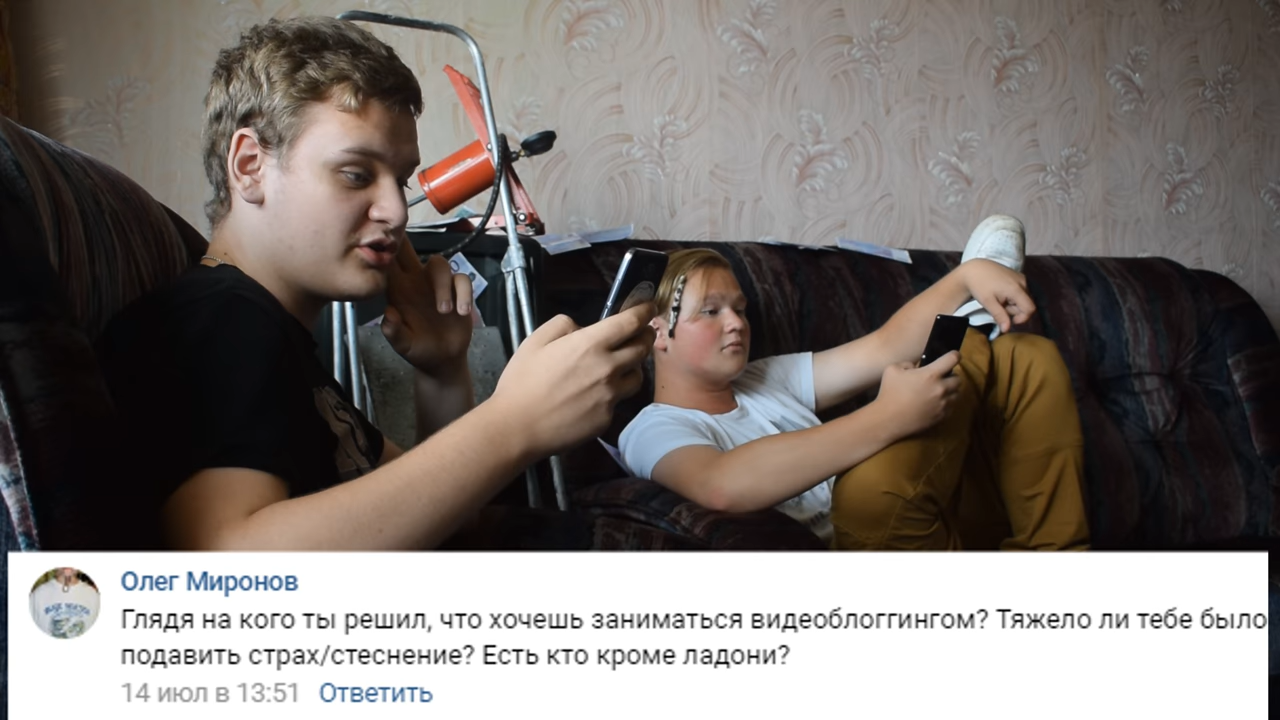 Олег Миронов
Глядя на кого ты решил, что хочешь заниматься видеоблоггингом? Тяжело ли тебе было
подавить страх/стеснение? Есть кто кроме ладони?
14 июл в 13:51 Ответить